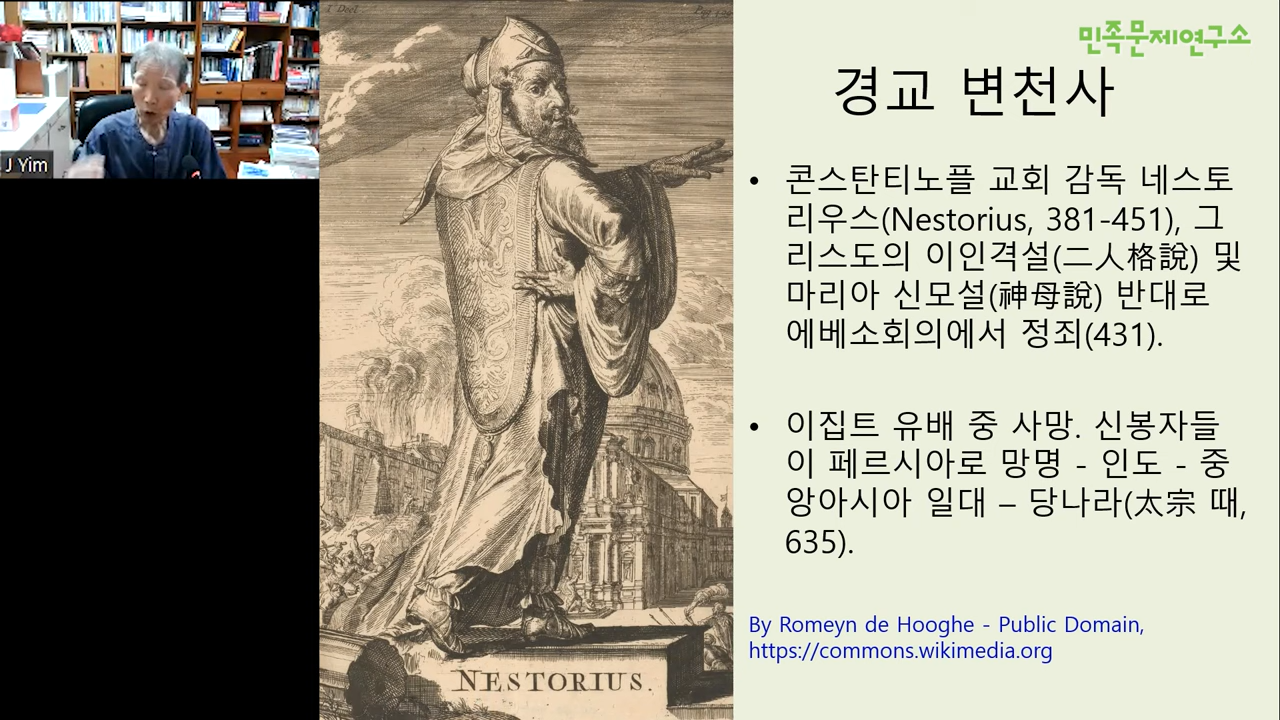 민족문제연구소
경교 변천사
• 콘스탄티노플 교회 감독 네스토
리우스(Nestorius, 381-451), 그
리스도의 이인격설(二人格說) 및
마리아 신모설(神母說) 반대로
에베소회의에서 정죄(431).
• 이집트 유배 중 사망. 신봉자들
이 페르시아로 망명 - 인도 - 중
앙아시아 일대 – 당나라(太宗 때,
635).
By Romeyn de Hooghe - Public Domain,
https://commons.wikimedia.org
J Yim
NESTORIUS.